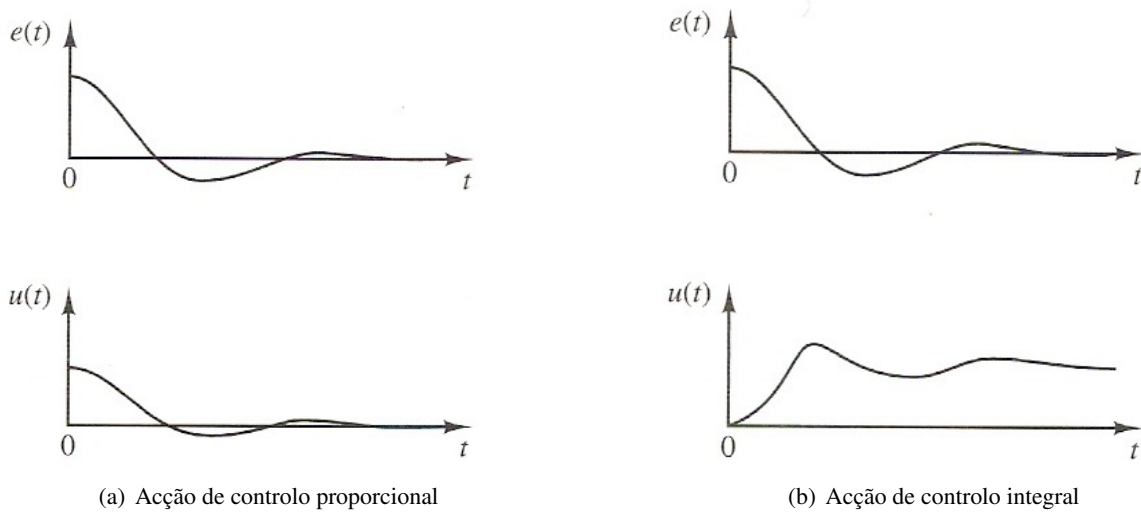 e(t)
0
t
u(t)
0
t
(a) Acção de controlo proporcional
e(t)
0
t
u(t)
0
t
(b) Acção de controlo integral